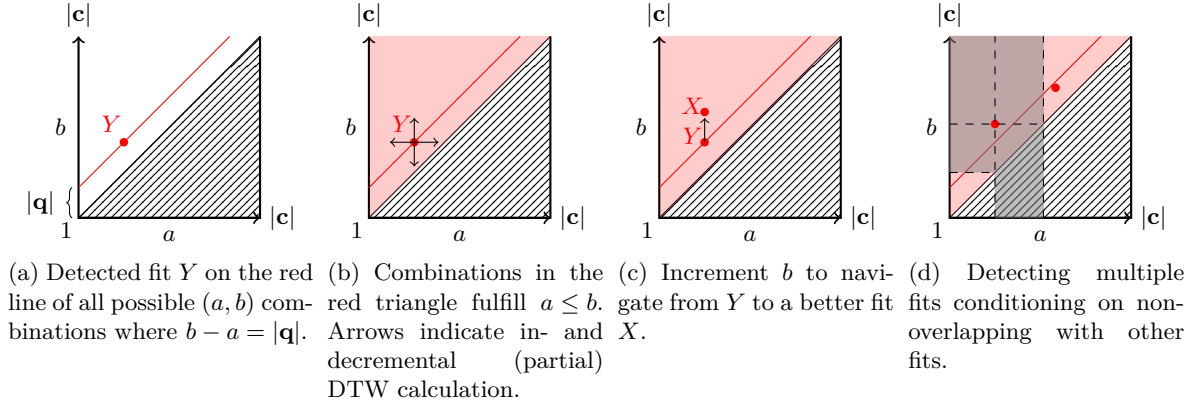 |c|
b
Y
|q|
1
a
|c|
|c|
b
Y
1
a
|c|
|c|
b
X
Y
1
a
|c|
|c|
b
1
a
|c|
(a) Detected fit Y on the red
line of all possible (a, b) com-
binations where b − a = |q|.
(b) Combinations in the
red triangle fulfill a ≤ b.
Arrows indicate in- and
decremental (partial)
DTW calculation.
(c) Increment b to navi-
gate from Y to a better fit
X.
(d) Detecting multiple
fits conditioning on non-
overlapping with other
fits.